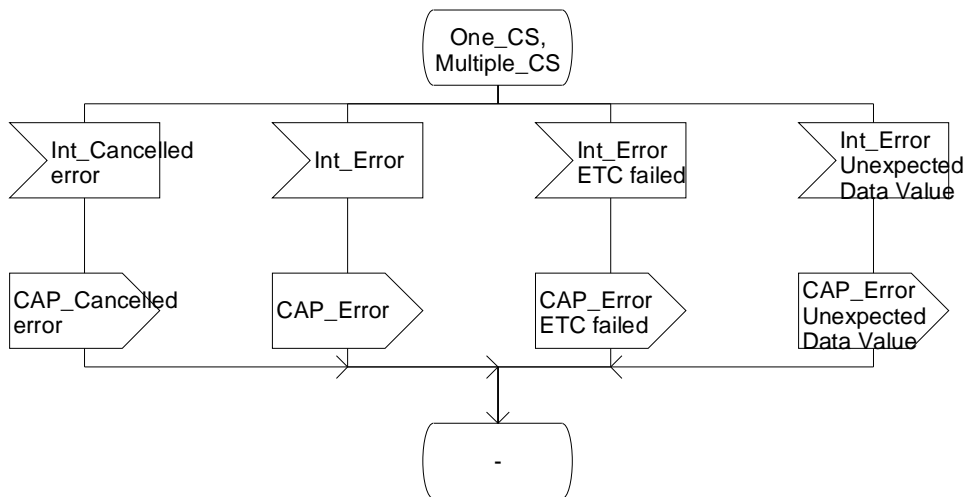 One_CS,
Multiple_CS
Int_Cancelled
error
Int_Error
Int_Error
ETC failed
Int_Error
Unexpected
Data Value
CAP_Cancelled
error
CAP_Error
CAP_Error
ETC failed
CAP_Error
Unexpected
Data Value
-